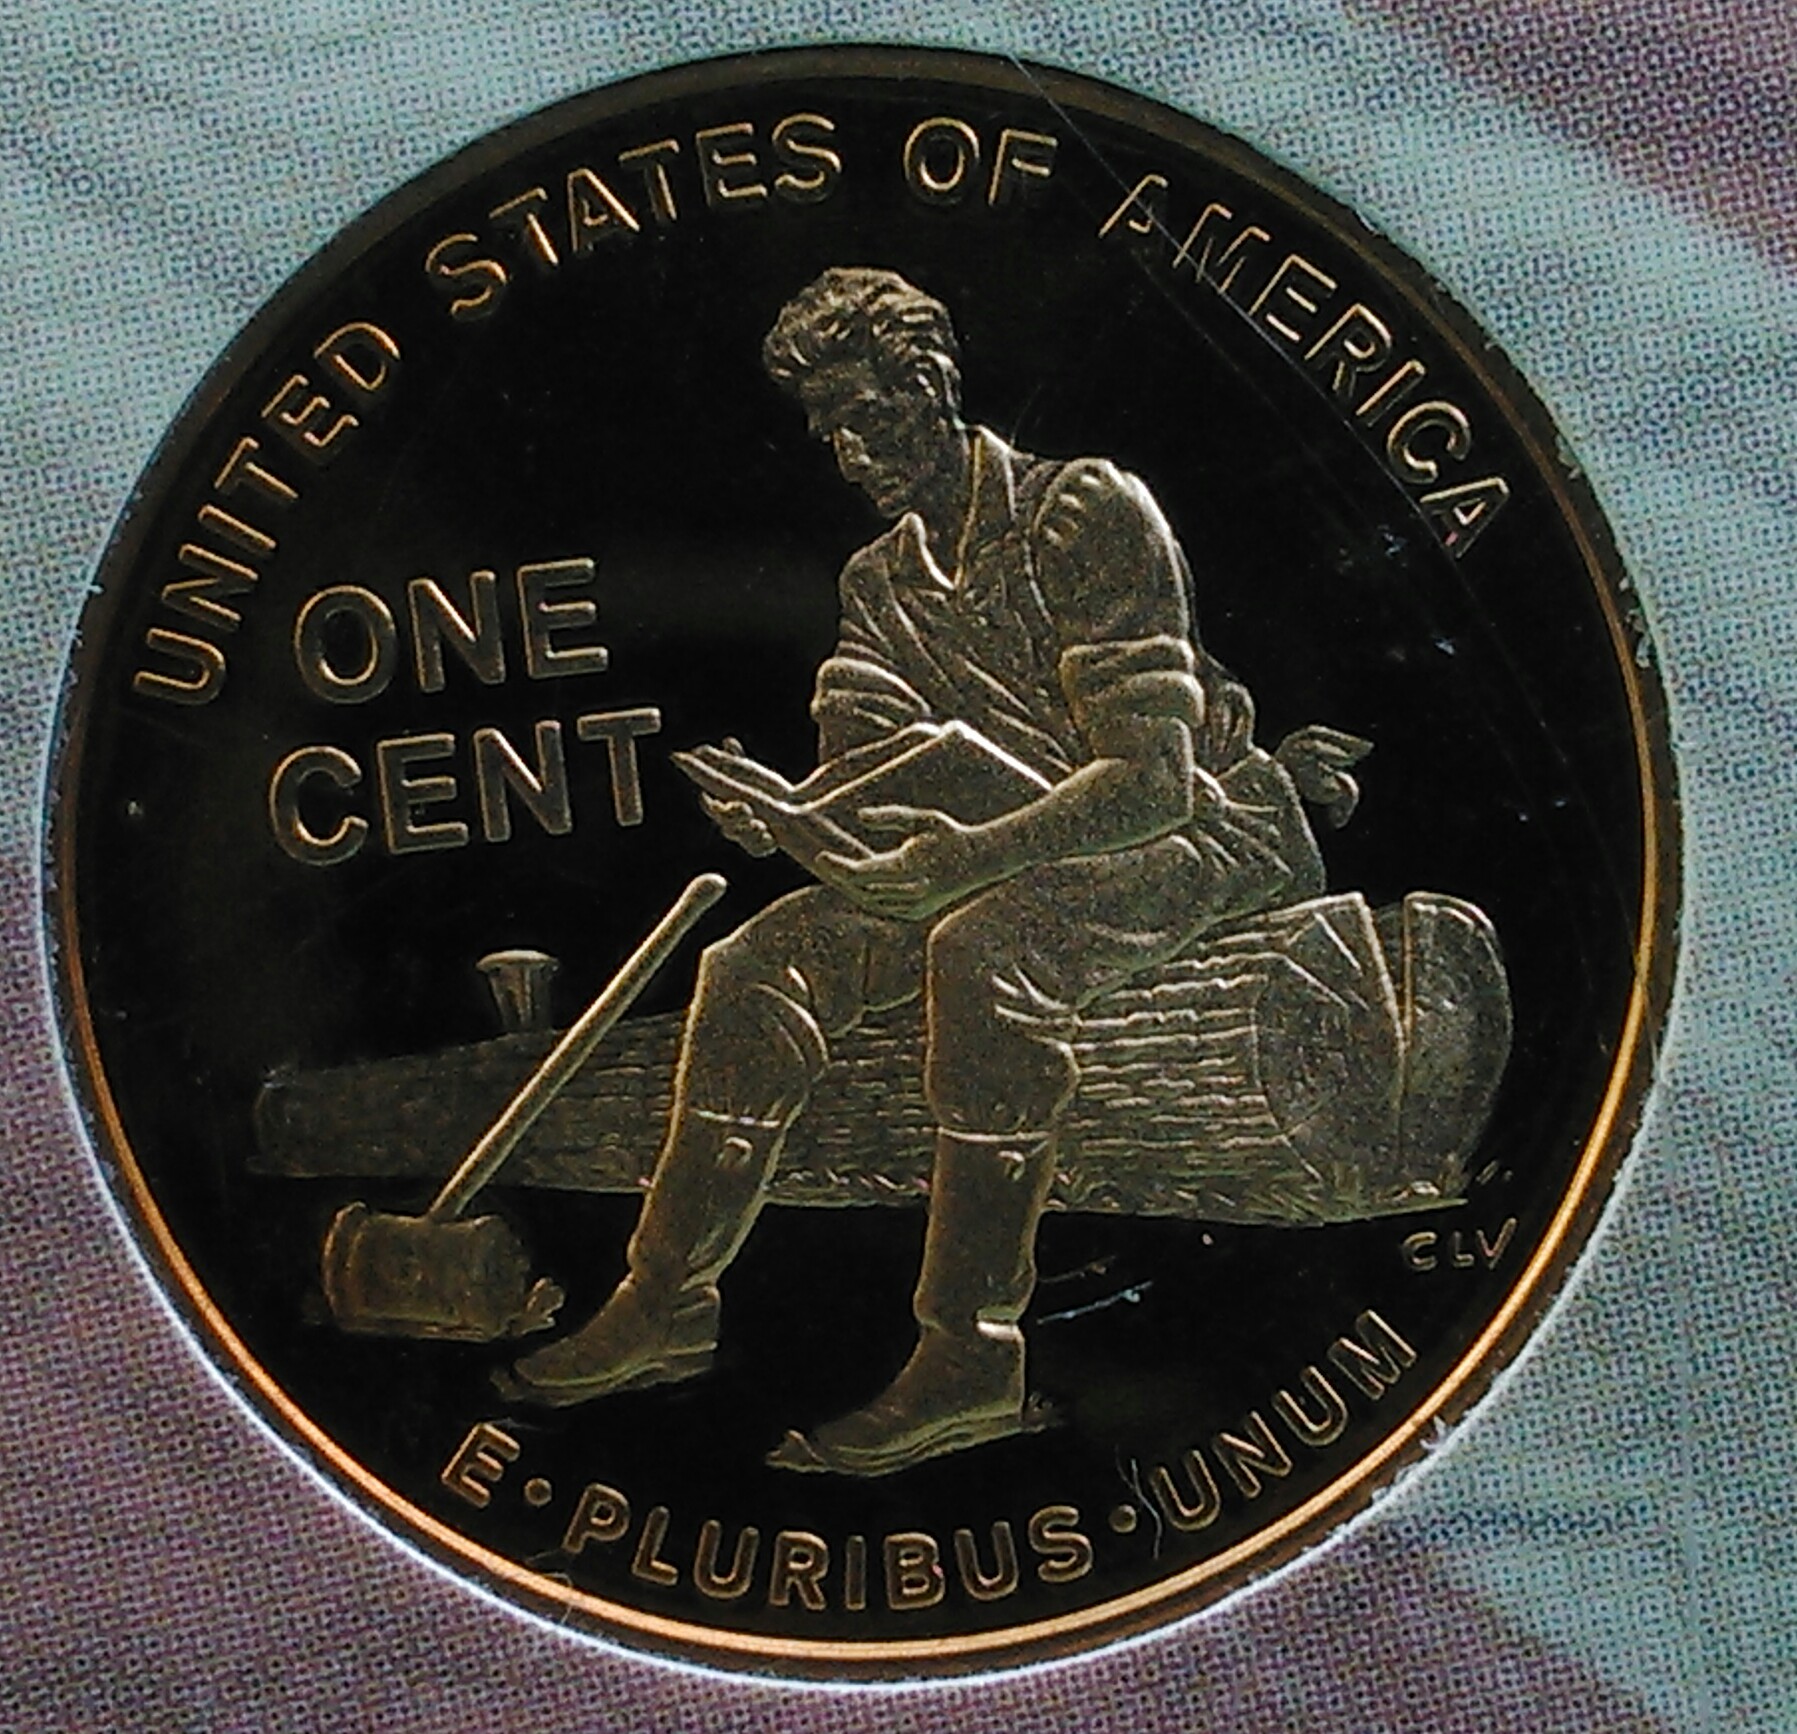 UNITED STATES OF AMERICA
ONE
CENT
CLV
E·PLURIBUS·UNUM